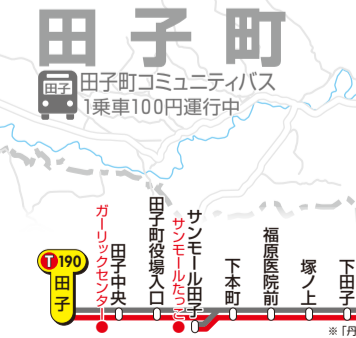 田子町
田子
田子町コミュニティバス
1乗車100円運行中
T190
田子
ガーリックセンター
田子中央
田子町役場入口
サンモールたっこ
サンモール田子
下本町
福原医院前
塚ノ上
下田子
※「丹